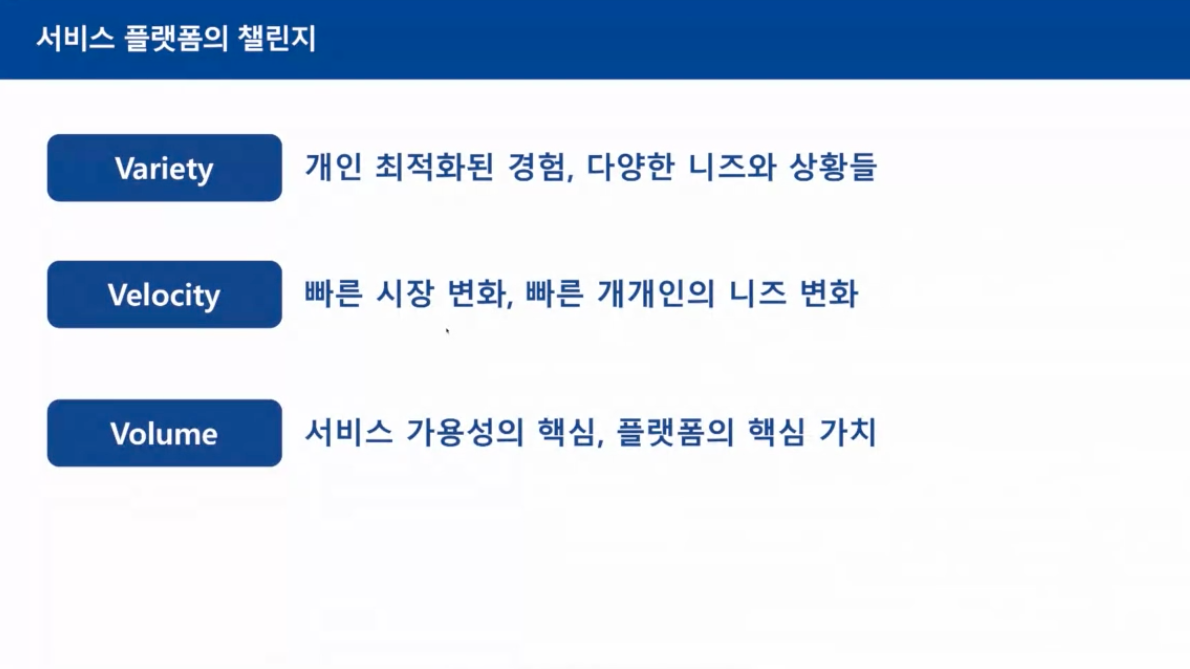 서비스 플랫폼의 챌린지
Variety 개인 최적화된 경험, 다양한 니즈와 상황들
Velocity 빠른 시장 변화, 빠른 개개인의 니즈 변화
Volume 서비스 가용성의 핵심, 플랫폼의 핵심 가치